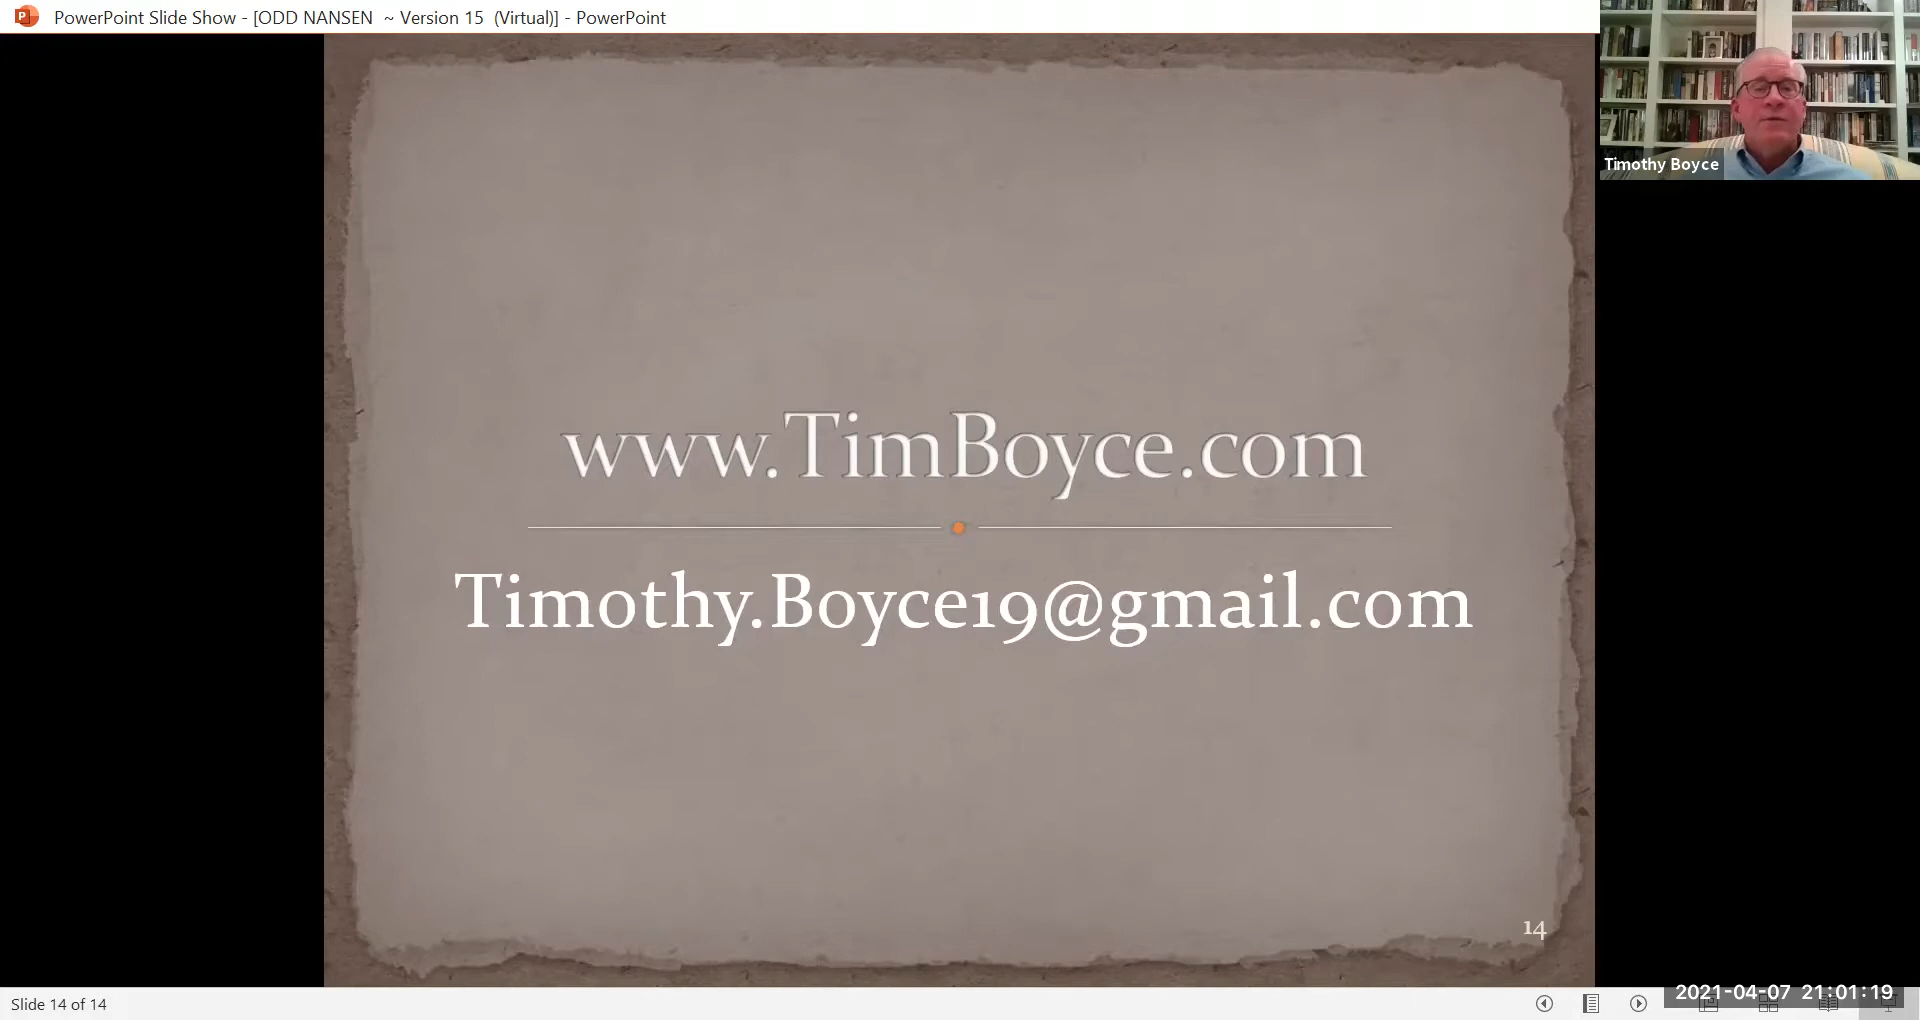 PowerPoint Slide Show - [ODD NANSEN ~ Version 15 (Virtual)] - PowerPoint
Timothy Boyce
www.TimBoyce.com
Timothy.Boyce19@gmail.com
14
Slide 14 of 14
2021-04-07 21:01:19